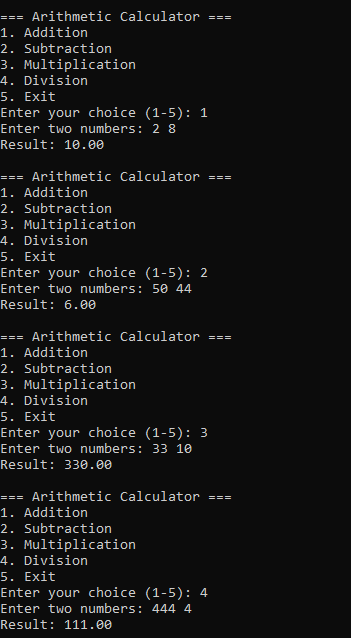 === Arithmetic Calculator ===
1. Addition
2. Subtraction
3. Multiplication
4. Division
5. Exit
Enter your choice (1-5): 1
Enter two numbers: 2 8
Result: 10.00
=== Arithmetic Calculator ===
1. Addition
2. Subtraction
3. Multiplication
4. Division
5. Exit
Enter your choice (1-5): 2
Enter two numbers: 50 44
Result: 6.00
=== Arithmetic Calculator ===
1. Addition
2. Subtraction
3. Multiplication
4. Division
5. Exit
Enter your choice (1-5): 3
Enter two numbers: 33 10
Result: 330.00
=== Arithmetic Calculator ===
1. Addition
2. Subtraction
3. Multiplication
4. Division
5. Exit
Enter your choice (1-5): 4
Enter two numbers: 444 4
Result: 111.00